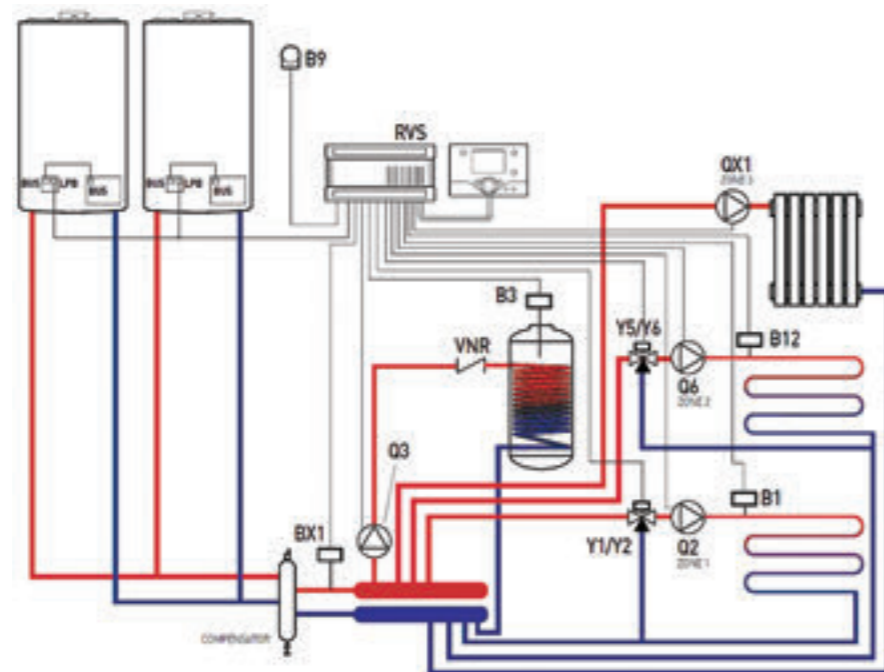 B9
RVS
QX1
ZONE 3
BUS
LPB
BUS
BUS
LPB
BUS
B3
Y5/Y6
B12
VNR
Q6
ZONE 2
Q3
B1
BX1
Y1/Y2
Q2
ZONE 1
COMPENSATOR